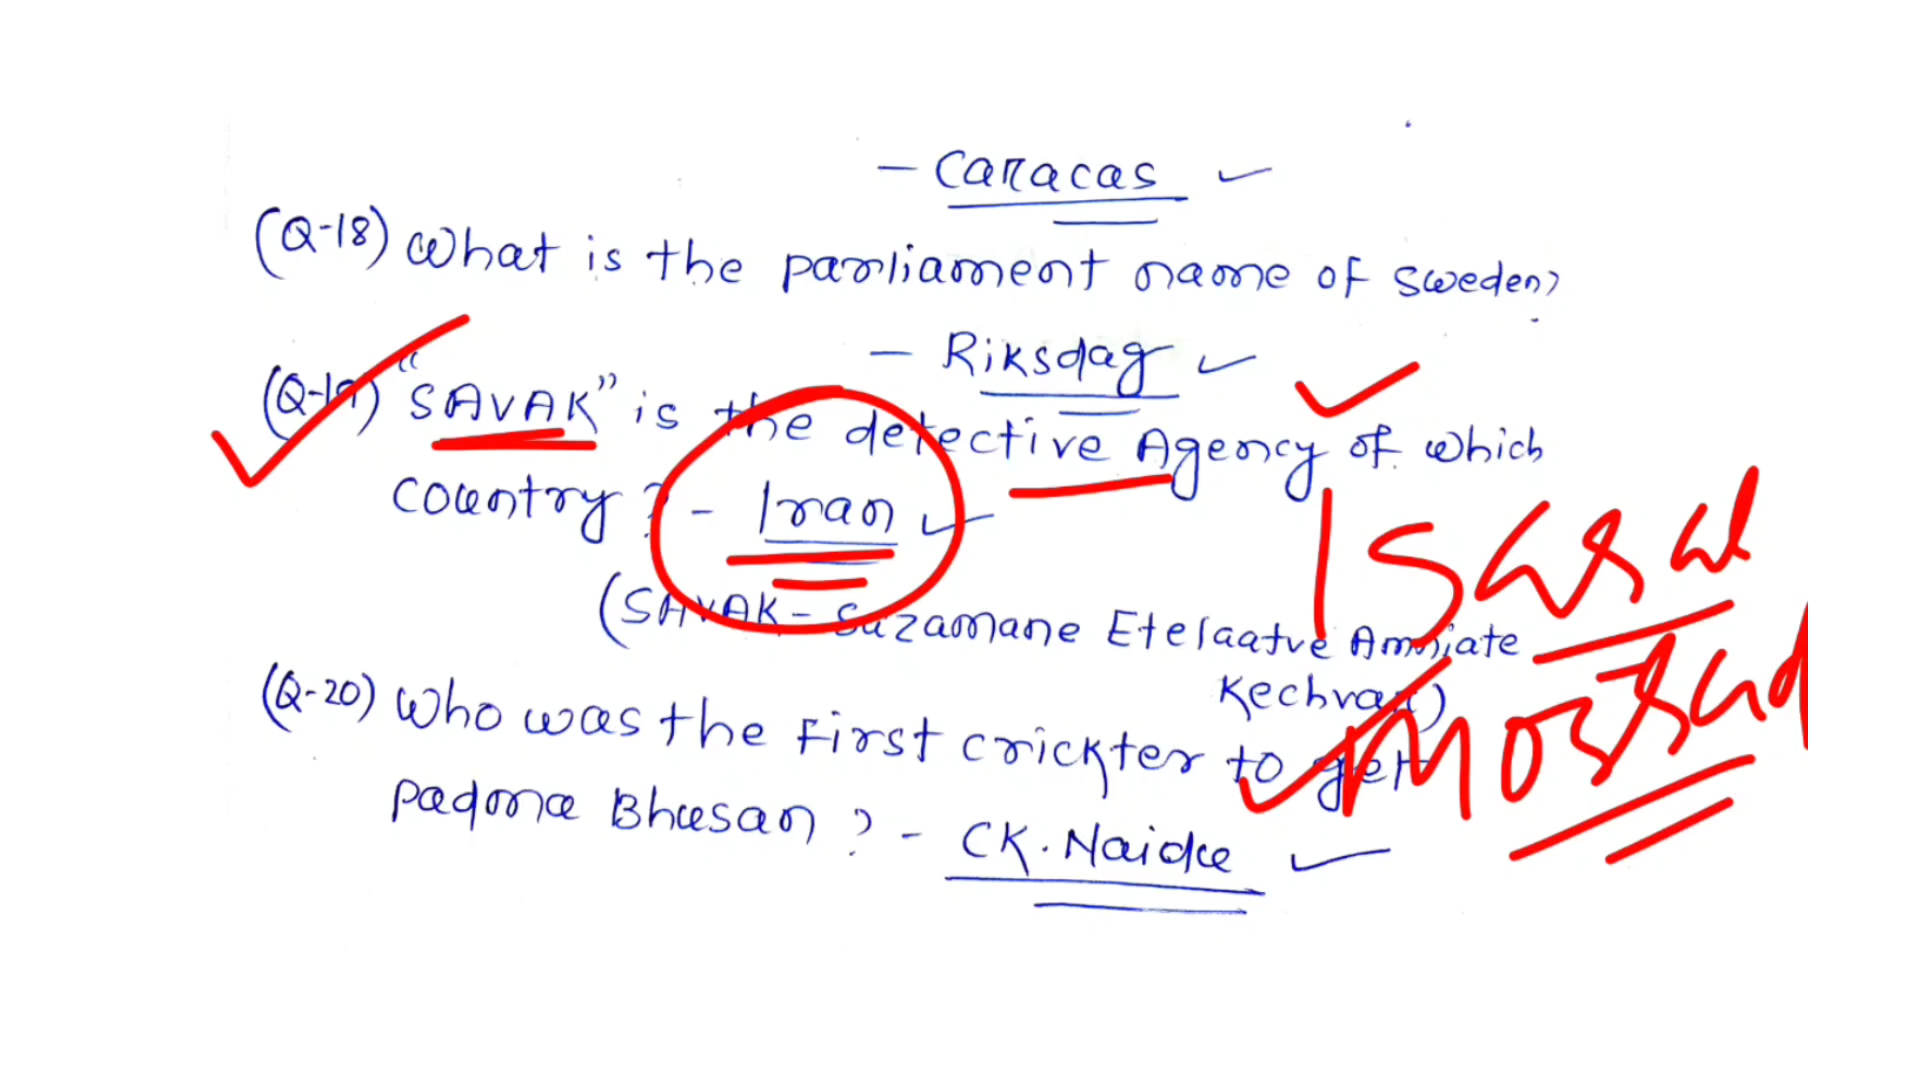 - Caracas
(Q-18) What is the parliament name of Sweden?
- Riksdag
(Q-19) "SAVAK" is the detective Agency of which
country? - Iran
(SAVAK - Sazamane Etelaatve Amniate
Kechvar)
(Q-20) Who was the First crickter to get
padma Bhusan? - CK. Naidu
Mossad